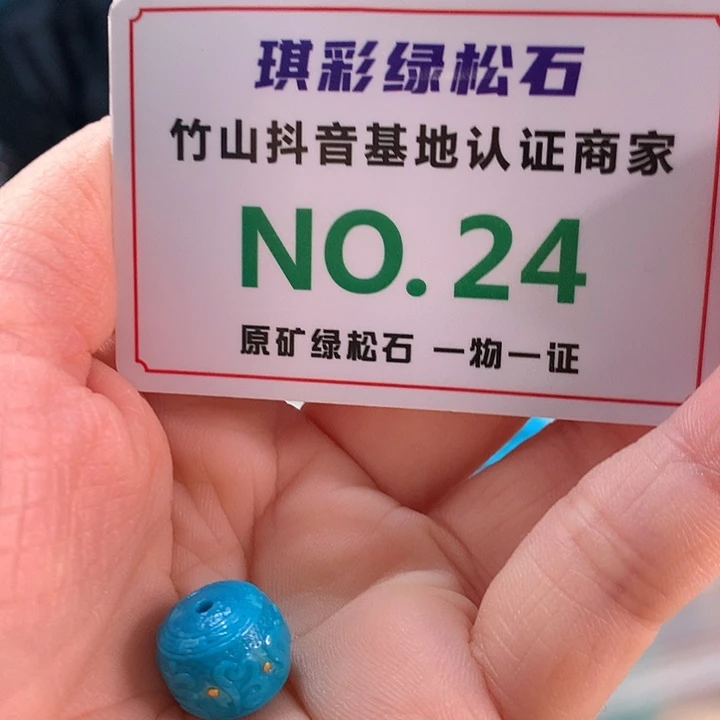 琪彩绿松石
竹山抖音基地认证商家
NO.24
原矿绿松石 一物一证